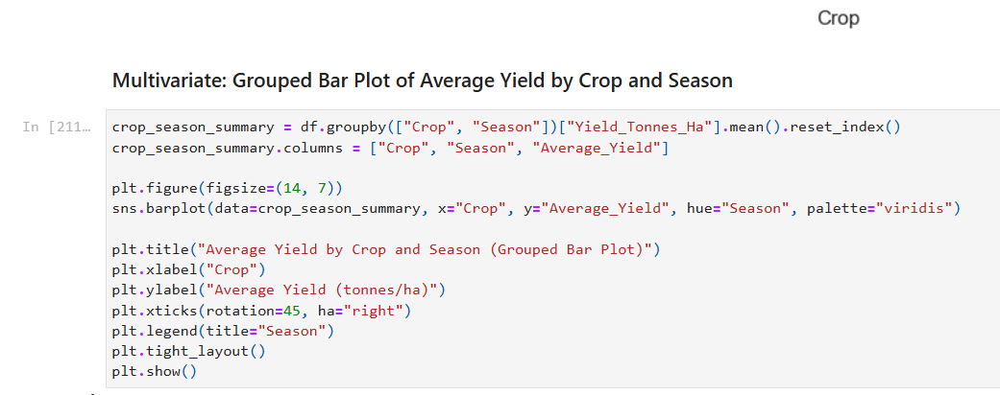 Crop
Multivariate: Grouped Bar Plot of Average Yield by Crop and Season
In [211…
crop_season_summary = df.groupby(["Crop", "Season"])["Yield_Tonnes_Ha"].mean().reset_index()
crop_season_summary.columns = ["Crop", "Season", "Average_Yield"]
plt.figure(figsize=(14, 7))
sns.barplot(data=crop_season_summary, x="Crop", y="Average_Yield", hue="Season", palette="viridis")
plt.title("Average Yield by Crop and Season (Grouped Bar Plot)")
plt.xlabel("Crop")
plt.ylabel("Average Yield (tonnes/ha)")
plt.xticks(rotation=45, ha="right")
plt.legend(title="Season")
plt.tight_layout()
plt.show()